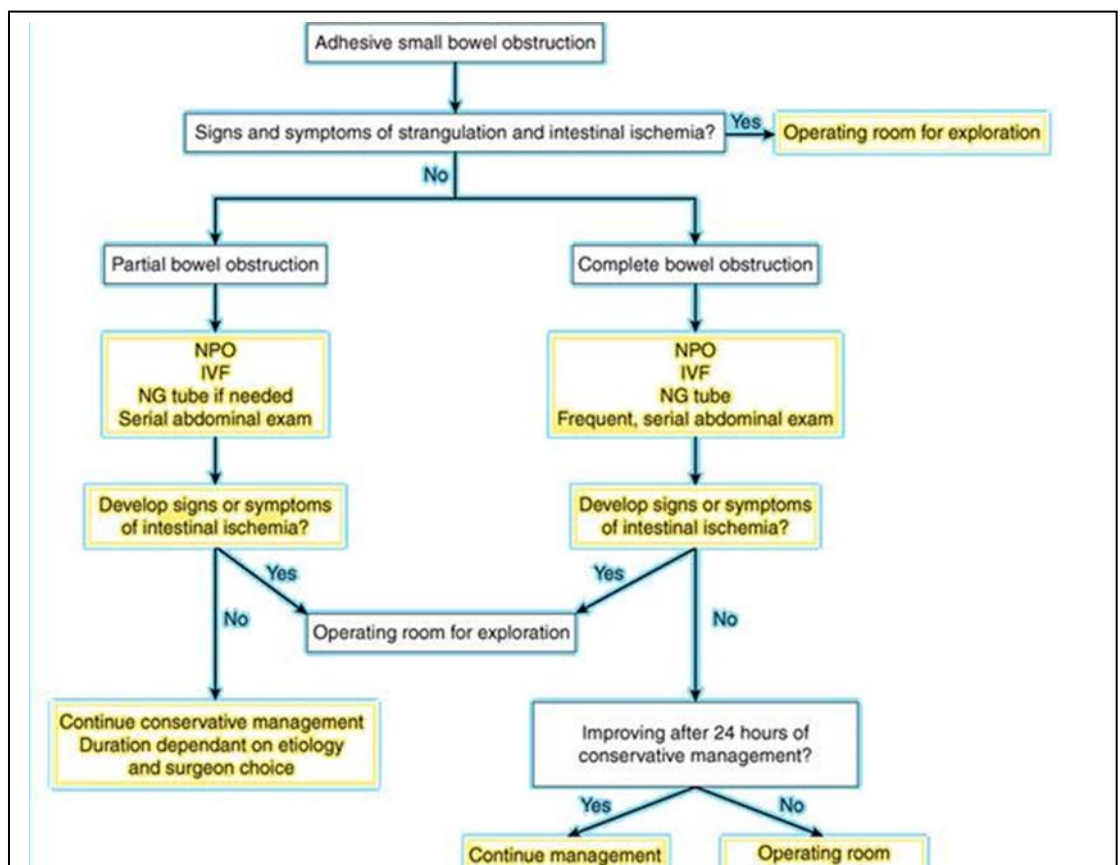 Adhesive small bowel obstruction
Signs and symptoms of strangulation and intestinal ischemia?
Yes
Operating room for exploration
No
Partial bowel obstruction
Complete bowel obstruction
NPO
IVF
NG tube if needed
Serial abdominal exam
NPO
IVF
NG tube
Frequent, serial abdominal exam
Develop signs or symptoms
of intestinal ischemia?
Develop signs or symptoms
of intestinal ischemia?
Yes
Yes
No
Operating room for exploration
No
Continue conservative management
Duration dependant on etiology
and surgeon choice
Improving after 24 hours of
conservative management?
Yes
No
Continue management
Operating room